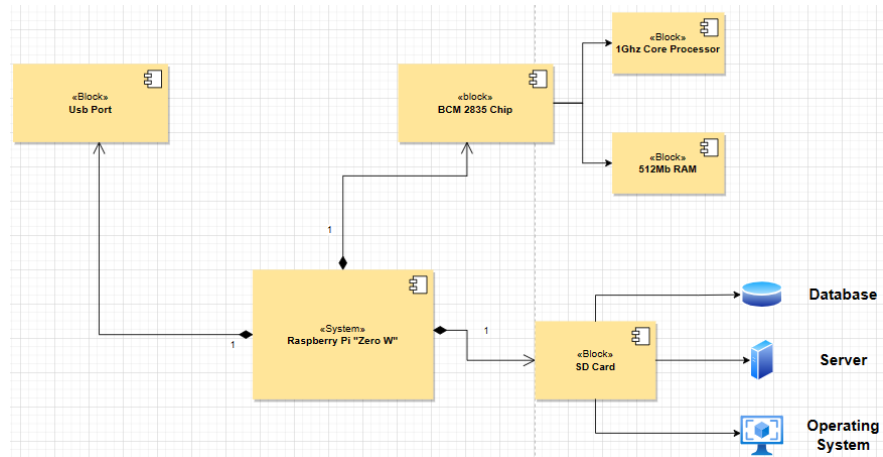 «Block»
1Ghz Core Processor
«Block»
Usb Port
«block»
BCM 2835 Chip
«Block»
512Mb RAM
1
«System»
Raspberry Pi "Zero W"
1
1
«Block»
SD Card
Database
Server
Operating
System